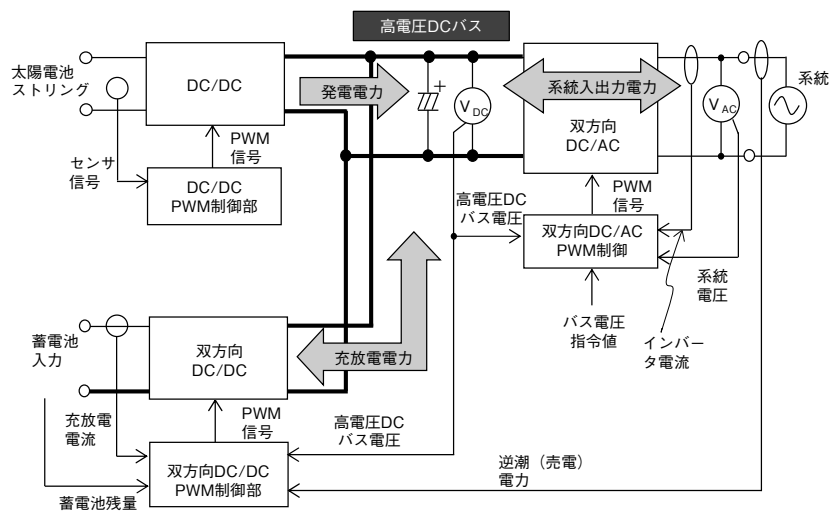 高電圧DCバス
太陽電池
ストリング
DC/DC
発電電力
+
VDC
系統入出力電力
双方向
DC/AC
VAC
系統
センサ
信号
PWM
信号
DC/DC
PWM制御部
高電圧DC
バス電圧
PWM
信号
双方向DC/AC
PWM制御
系統
電圧
バス電圧
指令値
インバー
タ電流
蓄電池
入力
双方向
DC/DC
充放電電力
充放電
電流
PWM
信号
高電圧DC
バス電圧
双方向DC/DC
PWM制御部
逆潮（売電）
電力
蓄電池残量